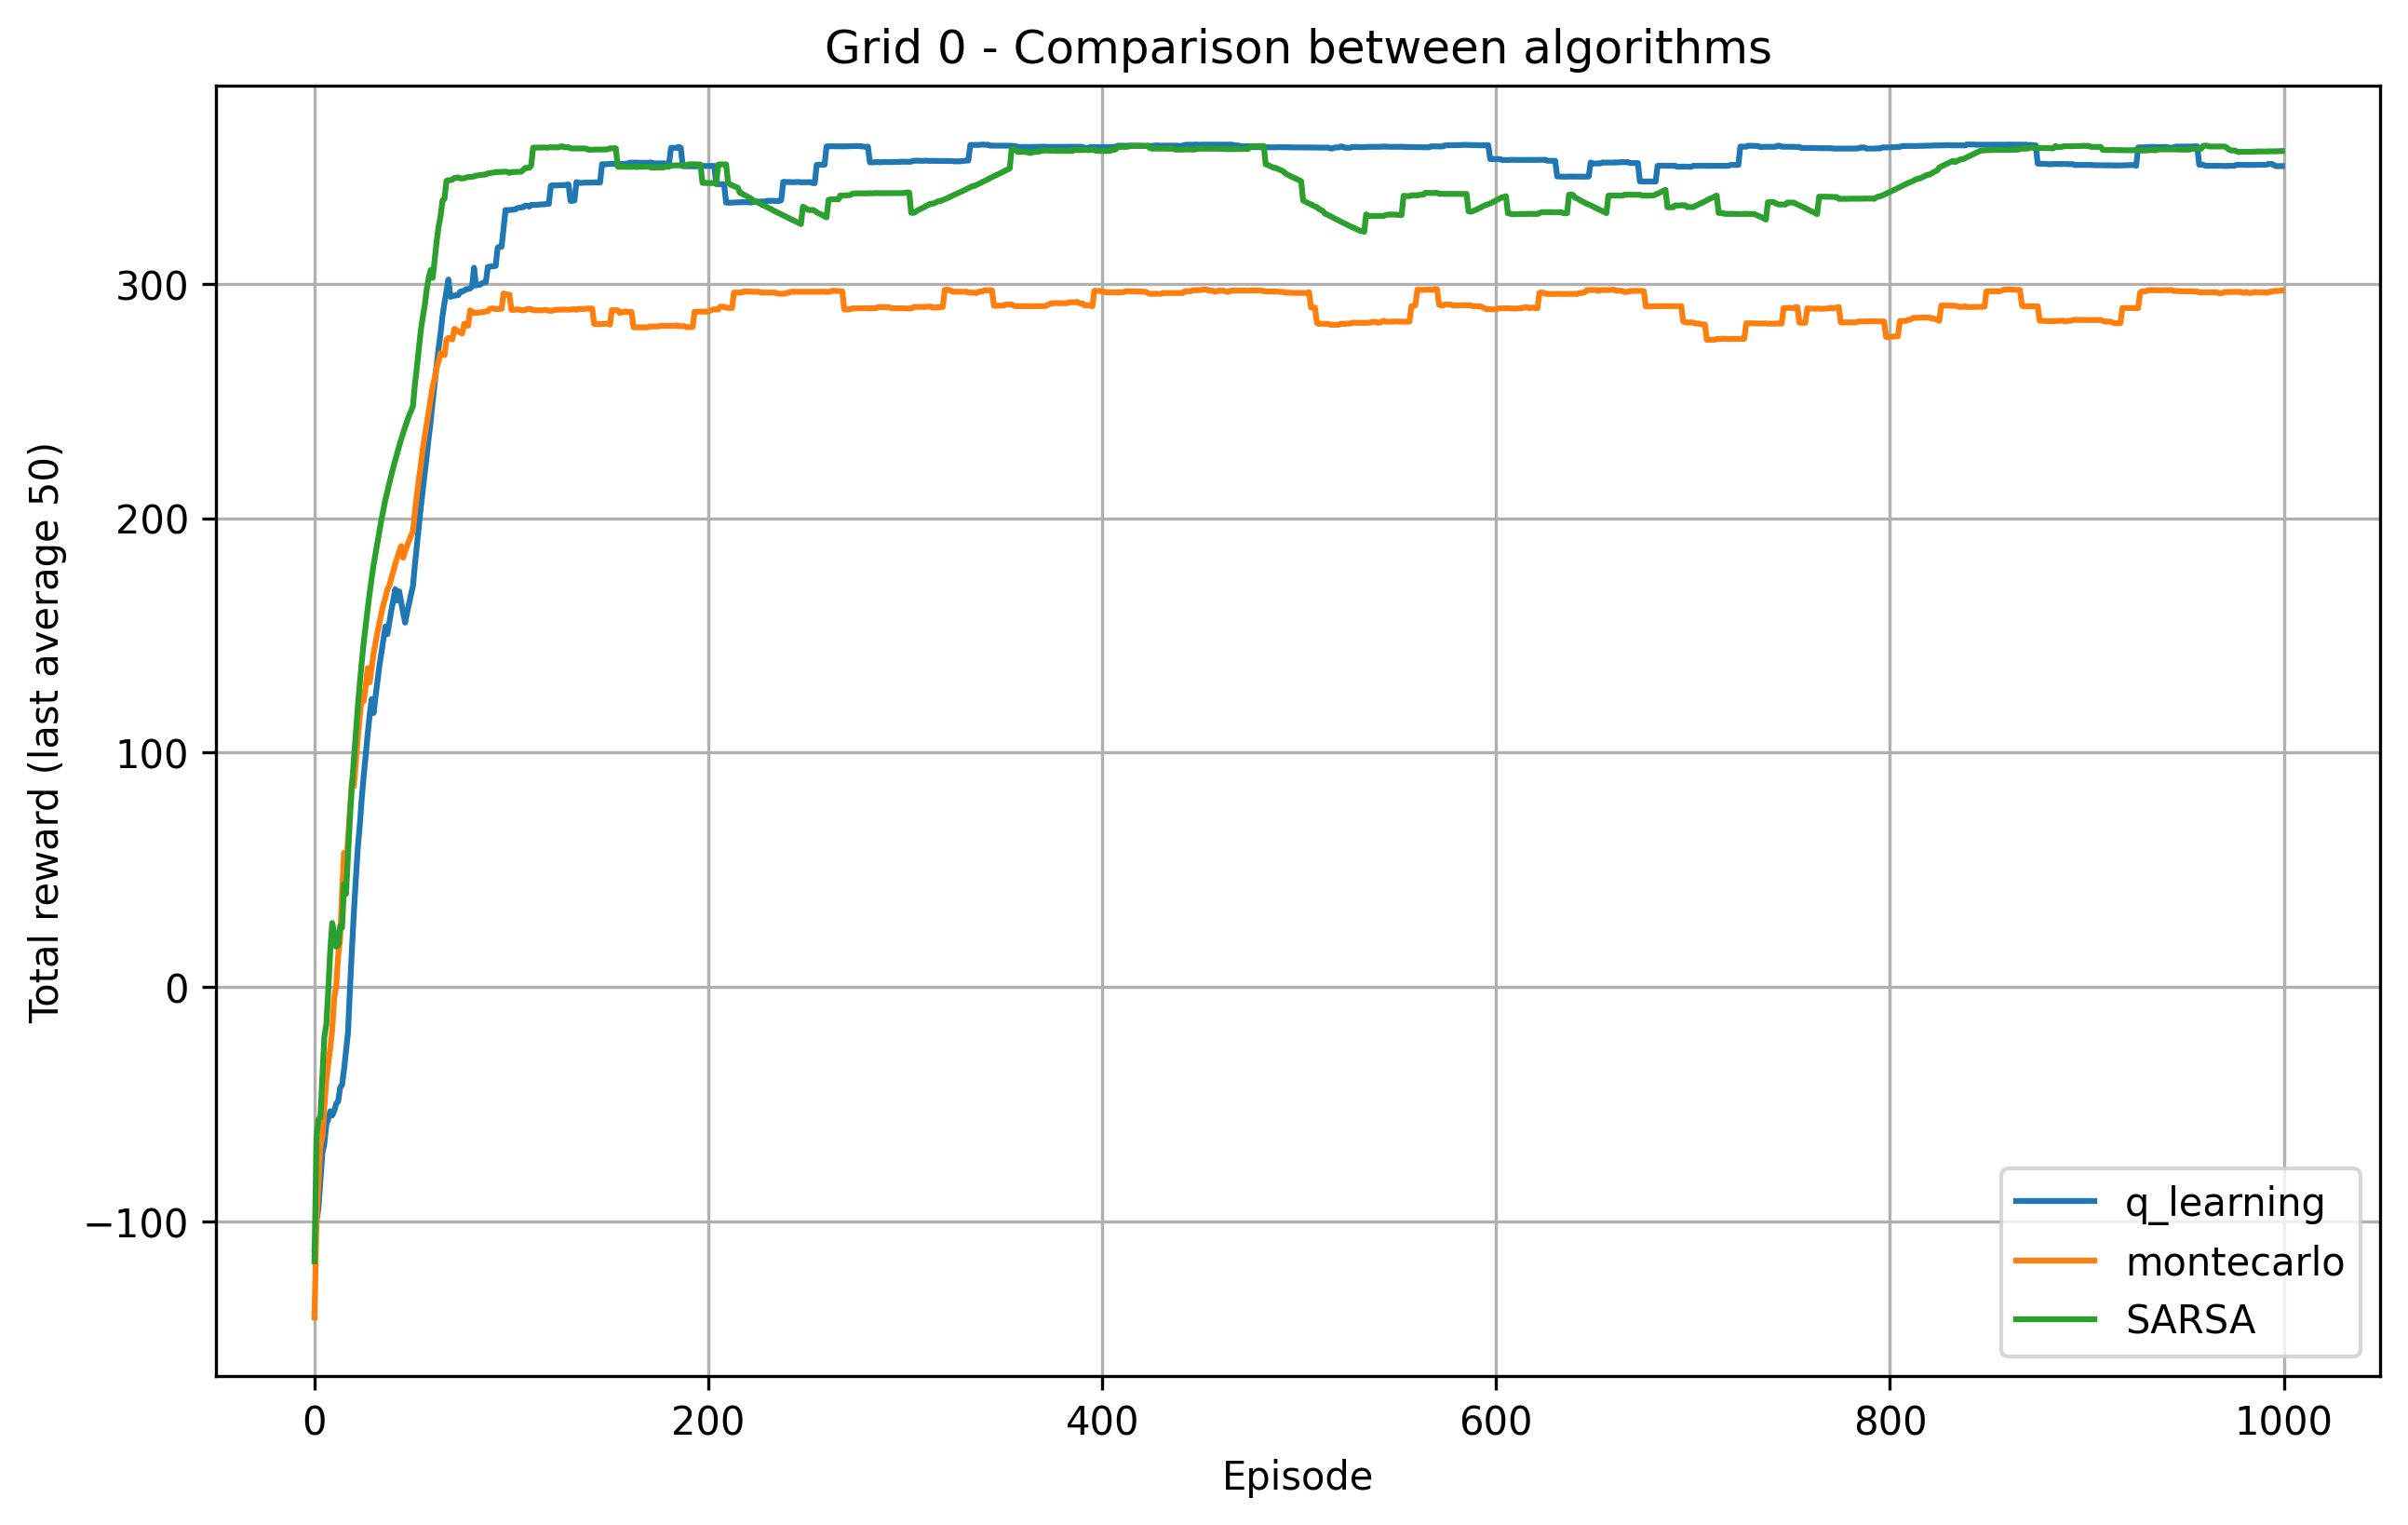 Grid 0 - Comparison between algorithms
Total reward (last average 50)
300
200
100
0
−100
0
200
400
600
800
1000
Episode
q_learning
montecarlo
SARSA